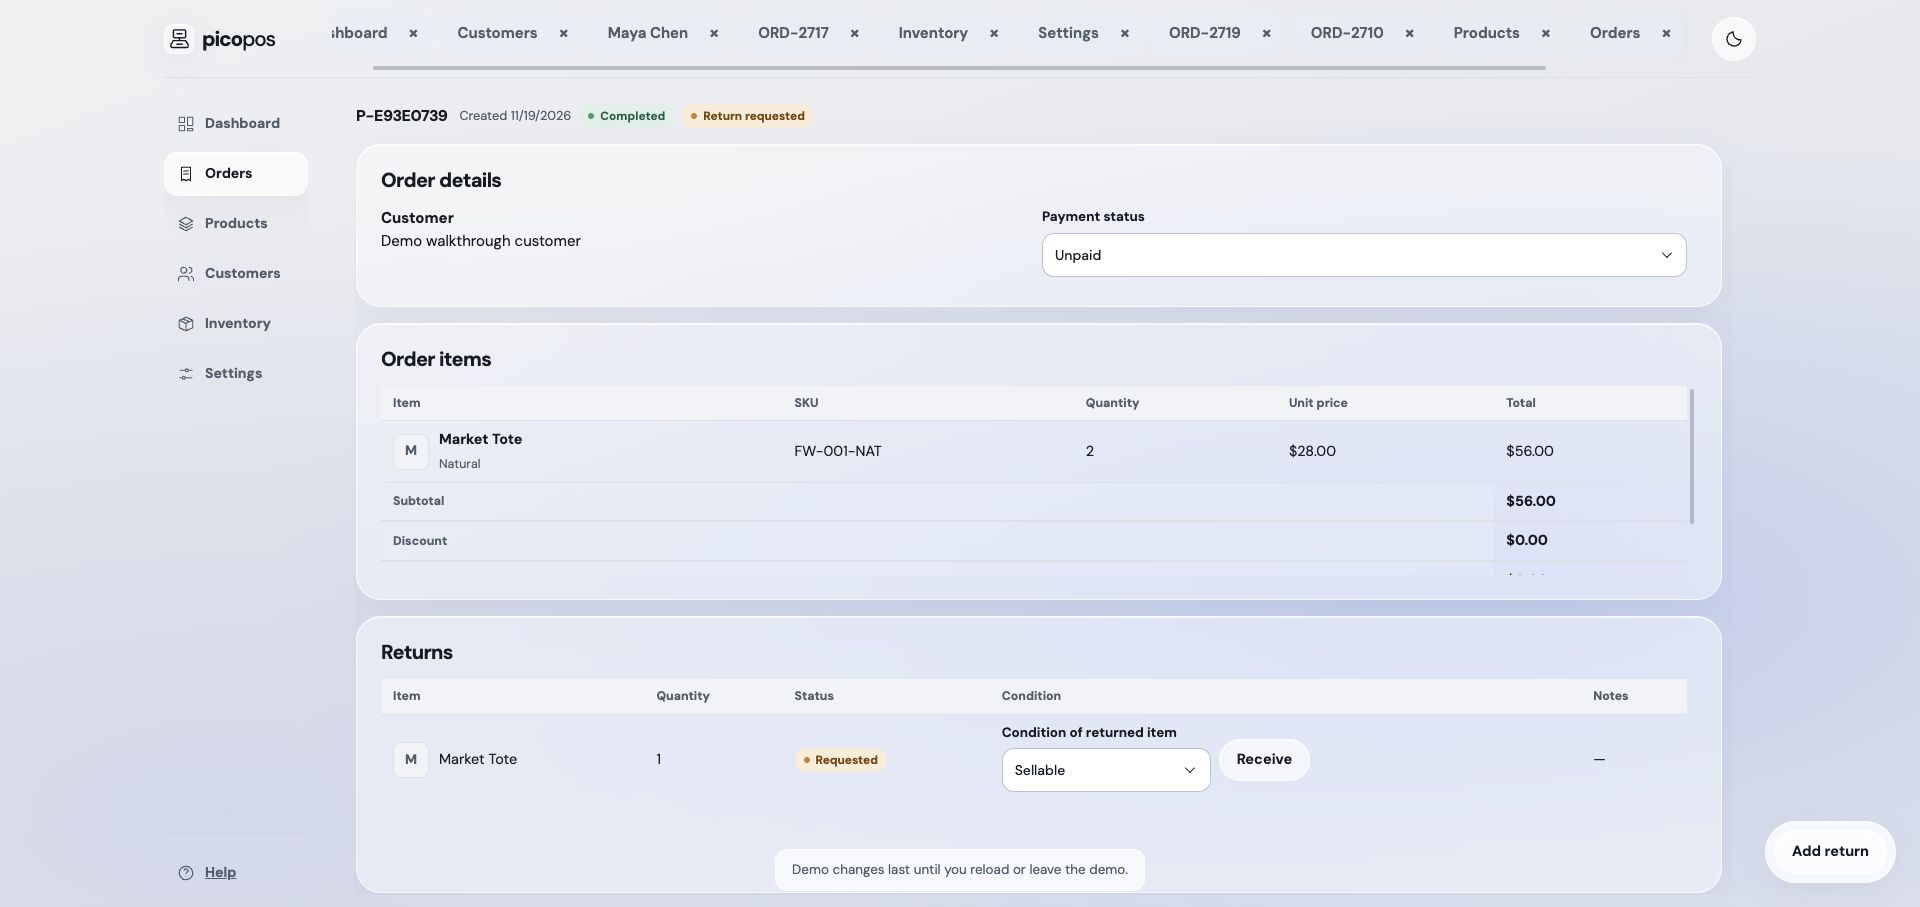 picopos
shboard × Customers × Maya Chen × ORD-2717 × Inventory × Settings × ORD-2719 × ORD-2710 × Products × Orders ×
Dashboard
Orders
Products
Customers
Inventory
Settings
Help
P-E93E0739 Created 11/19/2026 Completed Return requested
Order details
Customer
Demo walkthrough customer
Payment status
Unpaid
Order items
Item SKU Quantity Unit price Total
M Market Tote FW-001-NAT 2 $28.00 $56.00
Natural
Subtotal $56.00
Discount $0.00
Returns
Item Quantity Status Condition Notes
Condition of returned item
M Market Tote 1 Requested Sellable Receive —
Demo changes last until you reload or leave the demo.
Add return